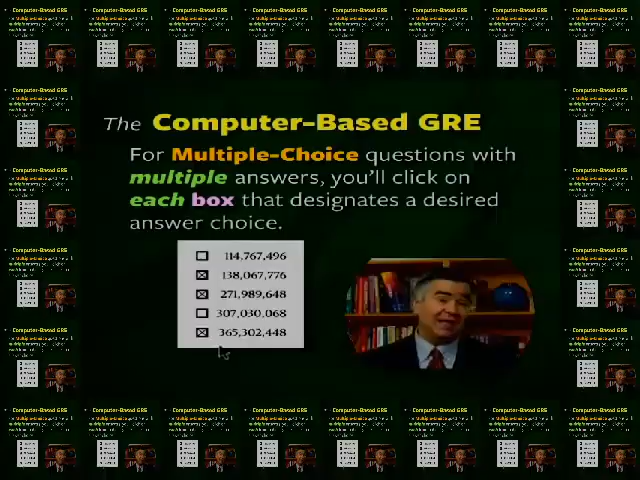 The Computer-Based GRE
For Multiple-Choice questions with
multiple answers, you'll click on
each box that designates a desired
answer choice.
114,767,496
138,067,776
271,989,648
307,030,068
365,302,448